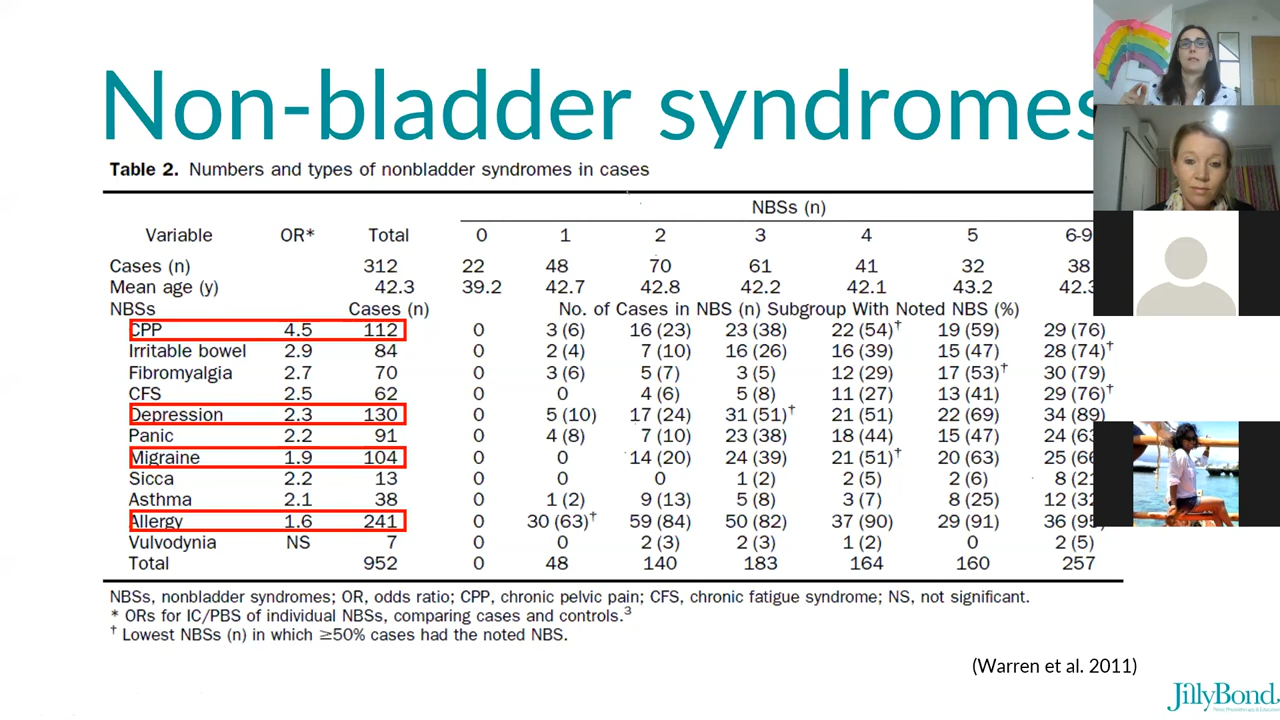 Non-bladder syndromes
Table 2. Numbers and types of nonbladder syndromes in cases
NBSs (n)
Variable OR* Total 0 1 2 3 4 5 6-9
Cases (n) 312 22 48 70 61 41 32 38
Mean age (y) 42.3 39.2 42.7 42.8 42.2 42.1 43.2 42.3
NBSs Cases (n) No. of Cases in NBS (n) Subgroup With Noted NBS (%)
CPP 4.5 112 0 3 (6) 16 (23) 23 (38) 22 (54)† 19 (59) 29 (76)
Irritable bowel 2.9 84 0 2 (4) 7 (10) 16 (26) 16 (39) 15 (47) 28 (74)†
Fibromyalgia 2.7 70 0 3 (6) 5 (7) 3 (5) 12 (29) 17 (53)† 30 (79)
CFS 2.5 62 0 0 4 (6) 5 (8) 11 (27) 13 (41) 29 (76)†
Depression 2.3 130 0 5 (10) 17 (24) 31 (51)† 21 (51) 22 (69) 34 (89)
Panic 2.2 91 0 4 (8) 7 (10) 23 (38) 18 (44) 15 (47) 24 (63
Migraine 1.9 104 0 0 14 (20) 24 (39) 21 (51)† 20 (63) 25 (66
Sicca 2.2 13 0 0 0 1 (2) 2 (5) 2 (6) 8 (21
Asthma 2.1 38 0 1 (2) 9 (13) 5 (8) 3 (7) 8 (25) 12 (32
Allergy 1.6 241 0 30 (63)† 59 (84) 50 (82) 37 (90) 29 (91) 36 (95
Vulvodynia NS 7 0 0 2 (3) 2 (3) 1 (2) 0 2 (5)
Total 952 0 48 140 183 164 160 257
NBSs, nonbladder syndromes; OR, odds ratio; CPP, chronic pelvic pain; CFS, chronic fatigue syndrome; NS, not significant.
* ORs for IC/PBS of individual NBSs, comparing cases and controls.3
† Lowest NBSs (n) in which ≥50% cases had the noted NBS.
(Warren et al. 2011)
JillyBond